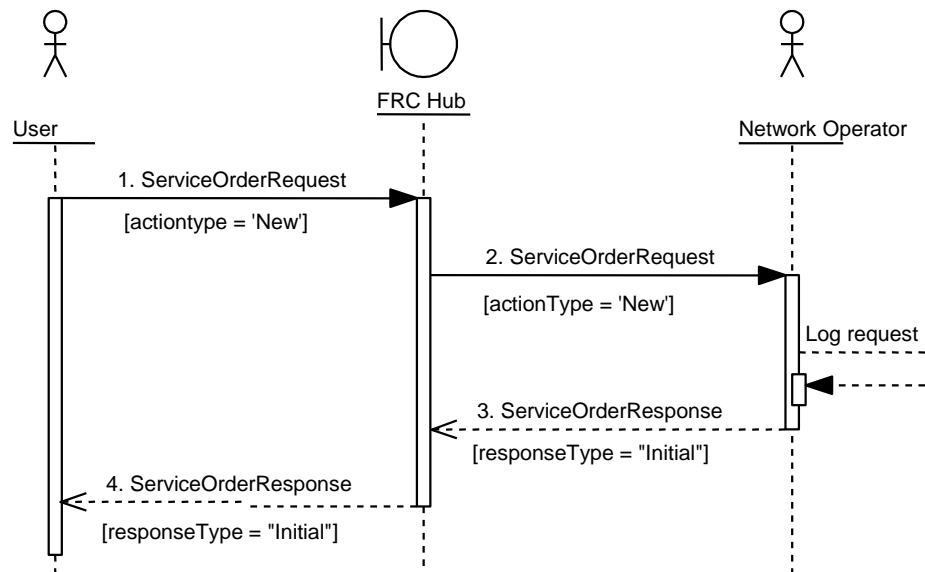 FRC Hub
User
Network Operator
1. ServiceOrderRequest
[actiontype = 'New']
2. ServiceOrderRequest
[actionType = 'New']
Log request
3. ServiceOrderResponse
[responseType = "Initial"]
4. ServiceOrderResponse
[responseType = "Initial"]